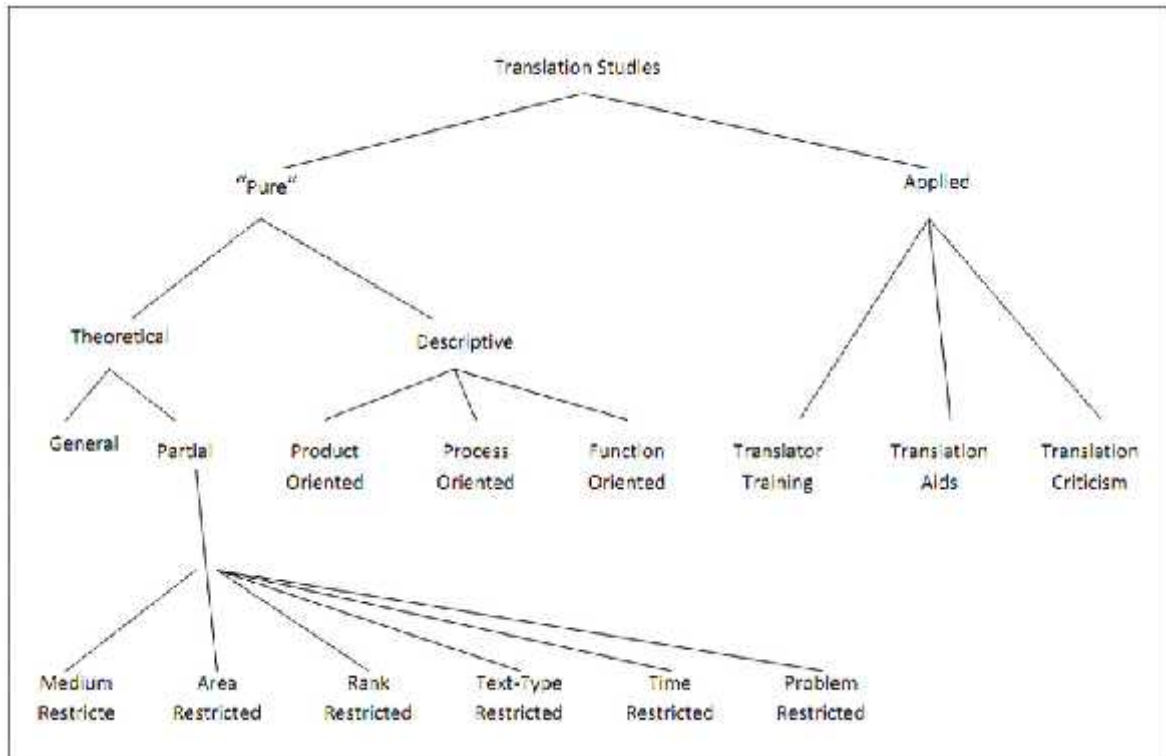 Translation Studies
"Pure"
Applied
Theoretical
Descriptive
General
Partial
Product
Oriented
Process
Oriented
Function
Oriented
Translator
Training
Translation
Aids
Translation
Criticism
Medium
Restricte
Area
Restricted
Rank
Restricted
Text-Type
Restricted
Time
Restricted
Problem
Restricted